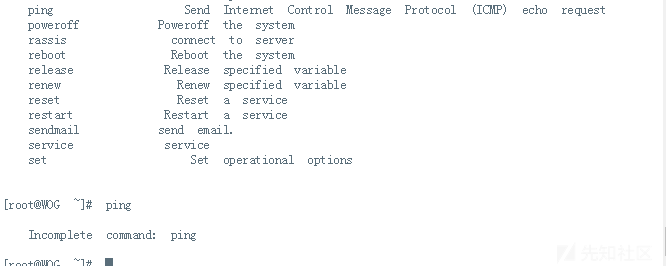 ping Send Internet Control Message Protocol (ICMP) echo request
poweroff Poweroff the system
rassis connect to server
reboot Reboot the system
release Release specified variable
renew Renew specified variable
reset Reset a service
restart Restart a service
sendmail send email.
service service
set Set operational options
[root@WOG ~]# ping
Incomplete command: ping
[root@WOG ~]#
先知社区